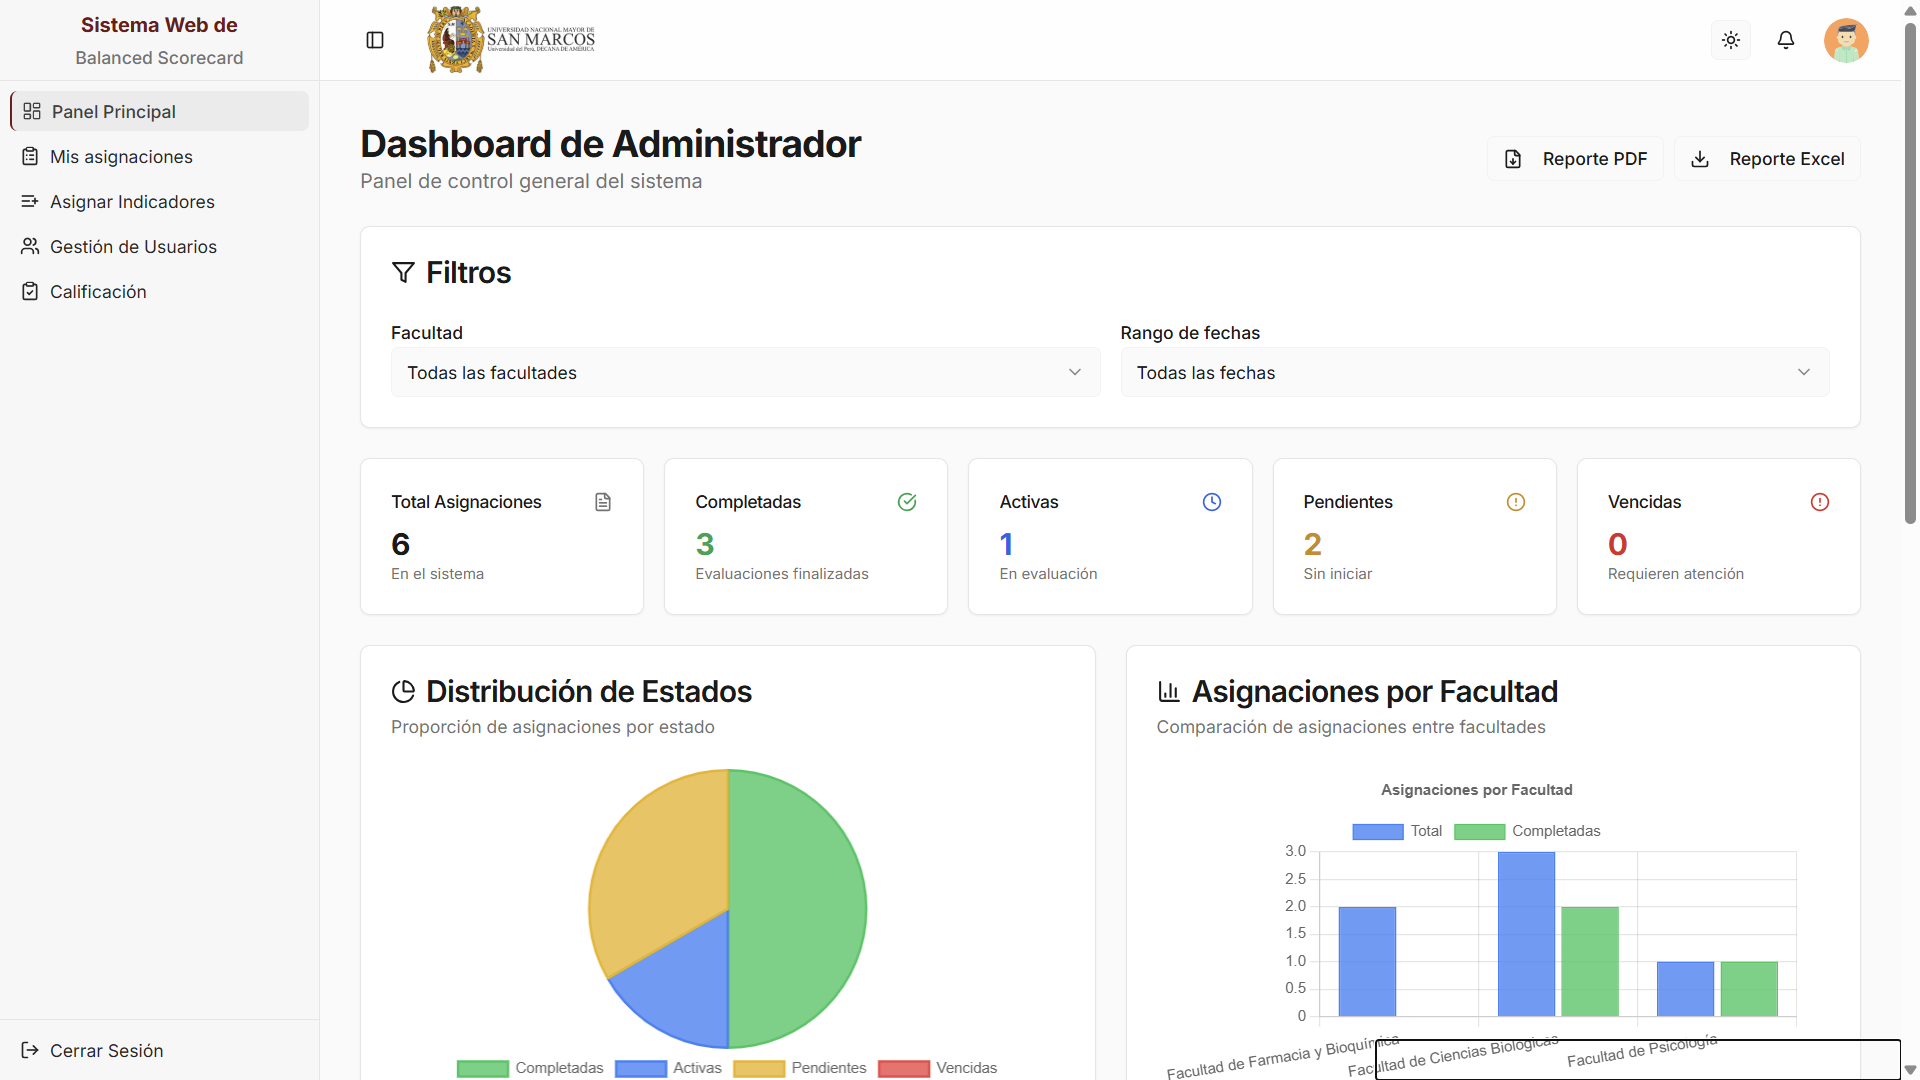 Sistema Web de
Balanced Scorecard
Panel Principal
Mis asignaciones
Asignar Indicadores
Gestión de Usuarios
Calificación
Cerrar Sesión
UNIVERSIDAD NACIONAL MAYOR DE
SAN MARCOS
Universidad del Perú, DECANA DE AMÉRICA
Dashboard de Administrador
Panel de control general del sistema
Reporte PDF
Reporte Excel
Filtros
Facultad
Todas las facultades
Rango de fechas
Todas las fechas
Total Asignaciones
6
En el sistema
Completadas
3
Evaluaciones finalizadas
Activas
1
En evaluación
Pendientes
2
Sin iniciar
Vencidas
0
Requieren atención
Distribución de Estados
Proporción de asignaciones por estado
Completadas
Activas
Pendientes
Vencidas
Asignaciones por Facultad
Comparación de asignaciones entre facultades
Asignaciones por Facultad
Total
Completadas
3.0
2.5
2.0
1.5
1.0
0.5
0
Facultad de Farmacia y Bioquímica
Facultad de Ciencias Biológicas
Facultad de Psicología